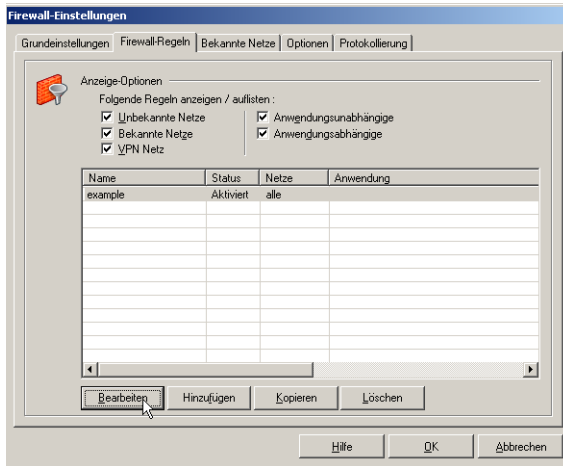 Firewall-Einstellungen
Grundeinstellungen Firewall-Regeln Bekannte Netze Optionen Protokollierung
Anzeige-Optionen
Folgende Regeln anzeigen / auflisten :
Unbekannte Netze Anwendungsunabhängige
Bekannte Netze Anwendungsabhängige
VPN Netz
Name Status Netze Anwendung
example Aktiviert alle
Bearbeiten Hinzufügen Kopieren Löschen
Hilfe OK Abbrechen